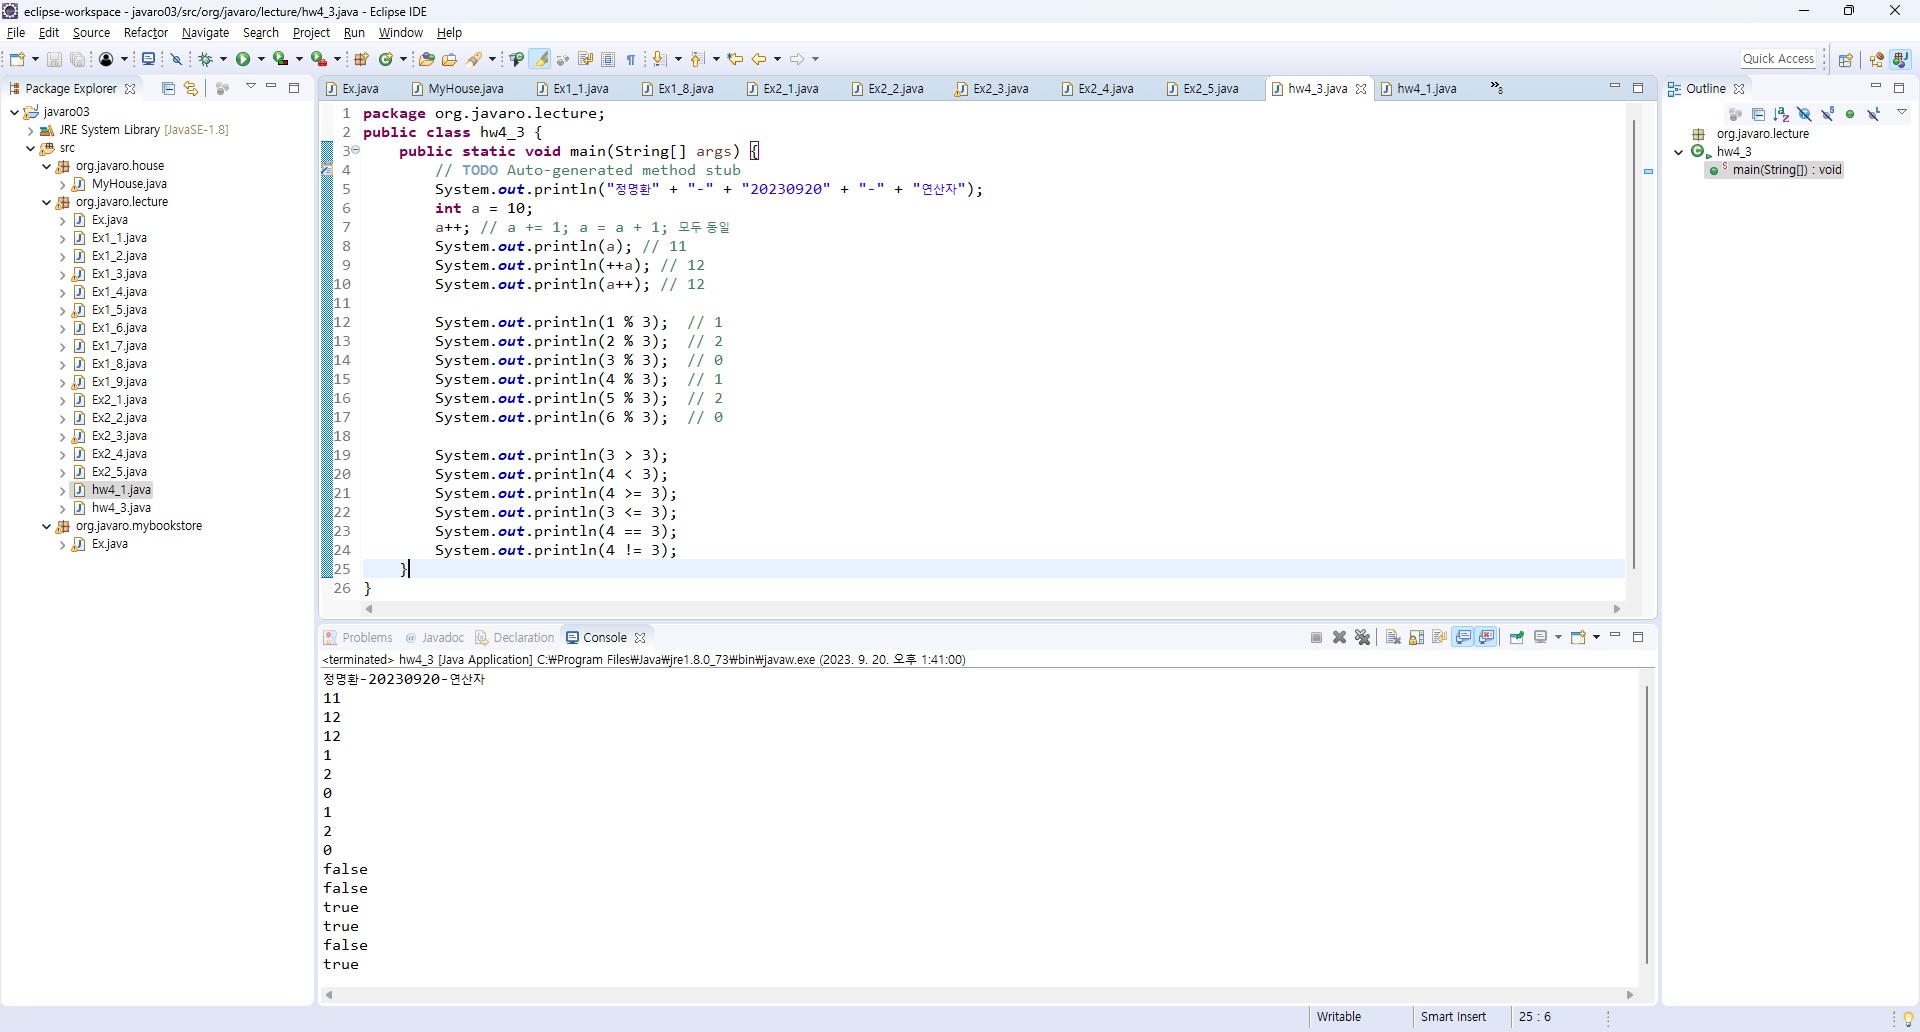 eclipse-workspace - javaro03/src/org/javaro/lecture/hw4_3.java - Eclipse IDE
File Edit Source Refactor Navigate Search Project Run Window Help
Quick Access
Package Explorer
javaro03
JRE System Library [JavaSE-1.8]
src
org.javaro.house
MyHouse.java
org.javaro.lecture
Ex.java
Ex1_1.java
Ex1_2.java
Ex1_3.java
Ex1_4.java
Ex1_5.java
Ex1_6.java
Ex1_7.java
Ex1_8.java
Ex1_9.java
Ex2_1.java
Ex2_2.java
Ex2_3.java
Ex2_4.java
Ex2_5.java
hw4_1.java
hw4_3.java
org.javaro.mybookstore
Ex.java
Ex.java MyHouse.java Ex1_1.java Ex1_8.java Ex2_1.java Ex2_2.java Ex2_3.java Ex2_4.java Ex2_5.java hw4_3.java hw4_1.java »8
1 package org.javaro.lecture;
2 public class hw4_3 {
3 public static void main(String[] args) {
4 // TODO Auto-generated method stub
5 System.out.println("정명환" + "-" + "20230920" + "-" + "연산자");
6 int a = 10;
7 a++; // a += 1; a = a + 1; 모두 동일
8 System.out.println(a); // 11
9 System.out.println(++a); // 12
10 System.out.println(a++); // 12
11
12 System.out.println(1 % 3); // 1
13 System.out.println(2 % 3); // 2
14 System.out.println(3 % 3); // 0
15 System.out.println(4 % 3); // 1
16 System.out.println(5 % 3); // 2
17 System.out.println(6 % 3); // 0
18
19 System.out.println(3 > 3);
20 System.out.println(4 < 3);
21 System.out.println(4 >= 3);
22 System.out.println(3 <= 3);
23 System.out.println(4 == 3);
24 System.out.println(4 != 3);
25 }
26 }
Problems @ Javadoc Declaration Console
<terminated> hw4_3 [Java Application] C:₩Program Files₩Java₩jre1.8.0_73₩bin₩javaw.exe (2023. 9. 20. 오후 1:41:00)
정명환-20230920-연산자
11
12
12
1
2
0
1
2
0
false
false
true
true
false
true
Outline
org.javaro.lecture
hw4_3
main(String[]) : void
Writable Smart Insert 25 : 6